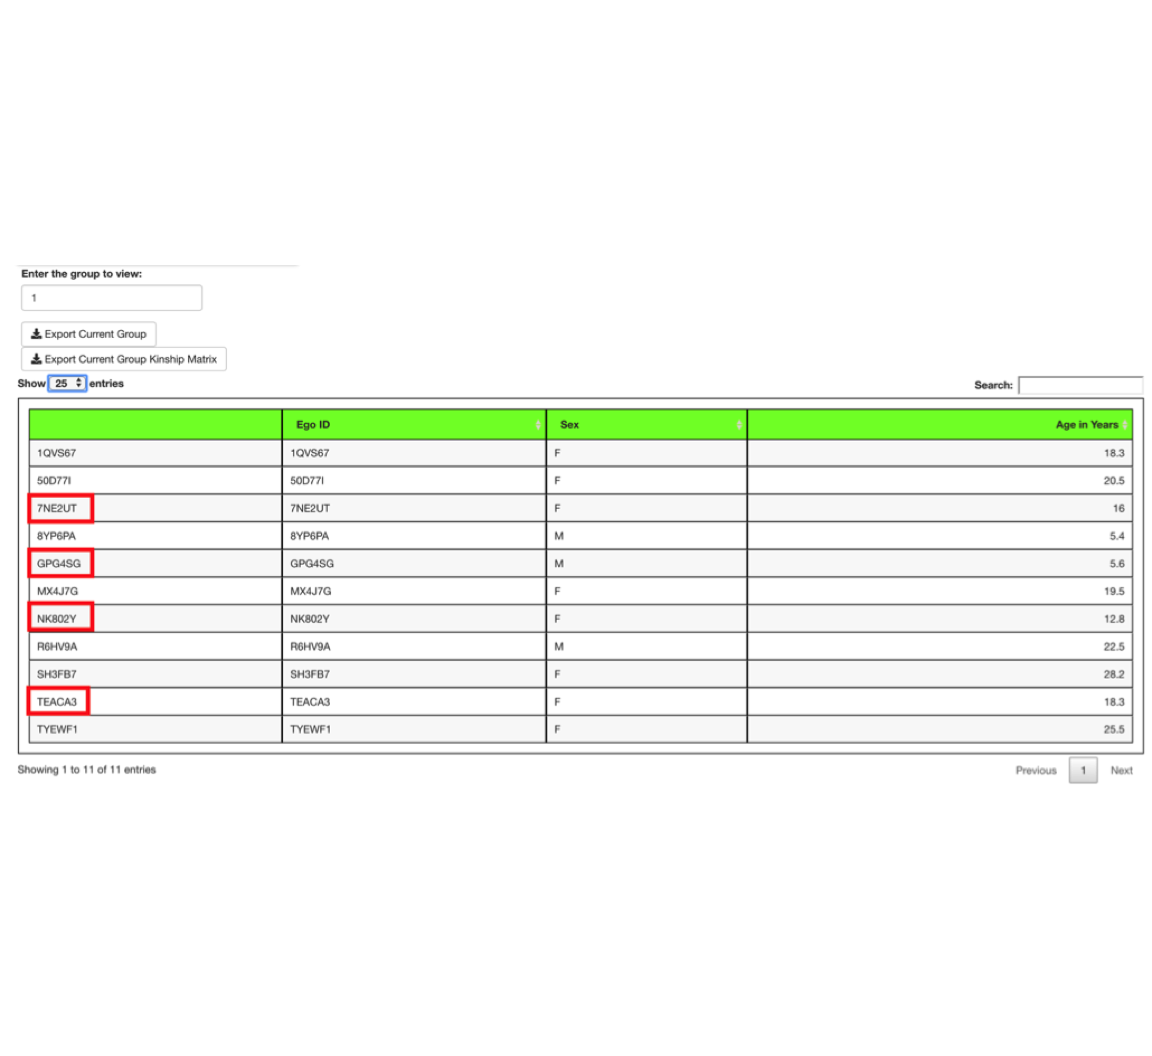 Enter the group to view:
1
Export Current Group
Export Current Group Kinship Matrix
Show 25 entries Search:
Ego ID Sex Age in Years
1QVS67 1QVS67 F 18.3
50D77I 50D77I F 20.5
7NE2UT 7NE2UT F 16
8YP6PA 8YP6PA M 5.4
GPG4SG GPG4SG M 5.6
MX4J7G MX4J7G F 19.5
NK802Y NK802Y F 12.8
R6HV9A R6HV9A M 22.5
SH3FB7 SH3FB7 F 28.2
TEACA3 TEACA3 F 18.3
TYEWF1 TYEWF1 F 25.5
Showing 1 to 11 of 11 entries Previous 1 Next